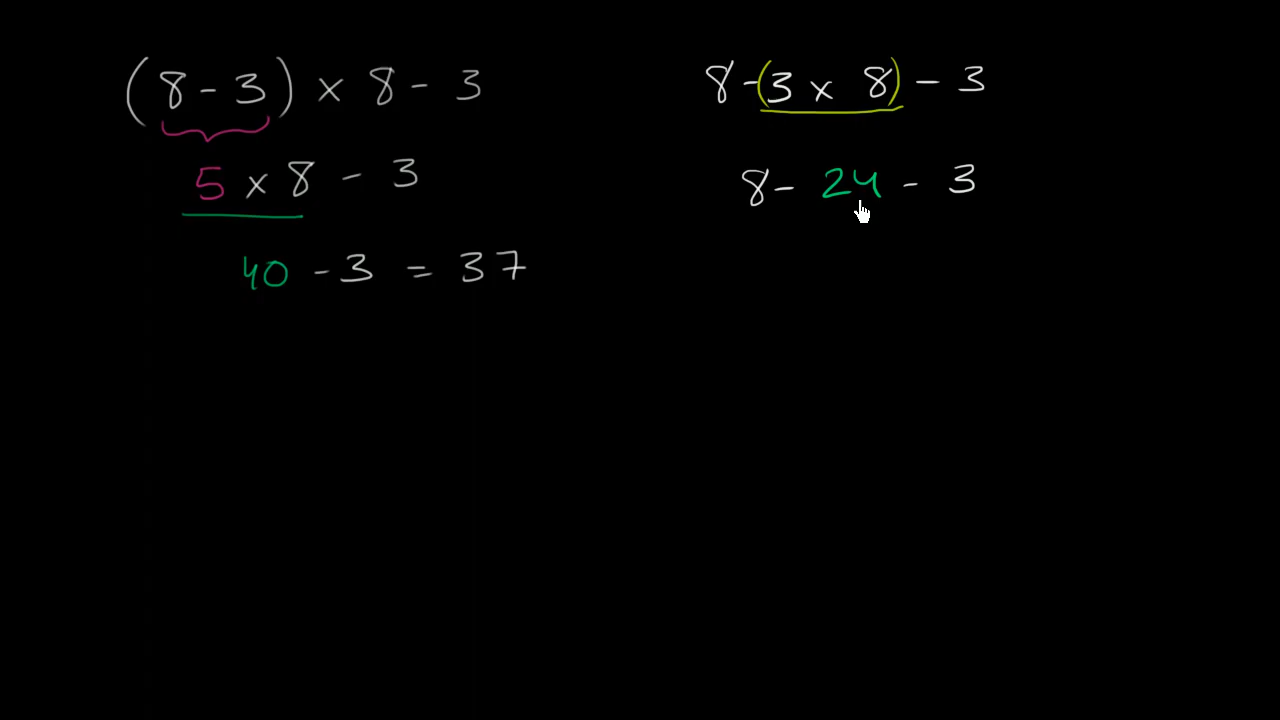 (8 - 3) × 8 - 3
5 × 8 - 3
40 - 3 = 37
8 - (3 × 8) - 3
8 - 24 - 3